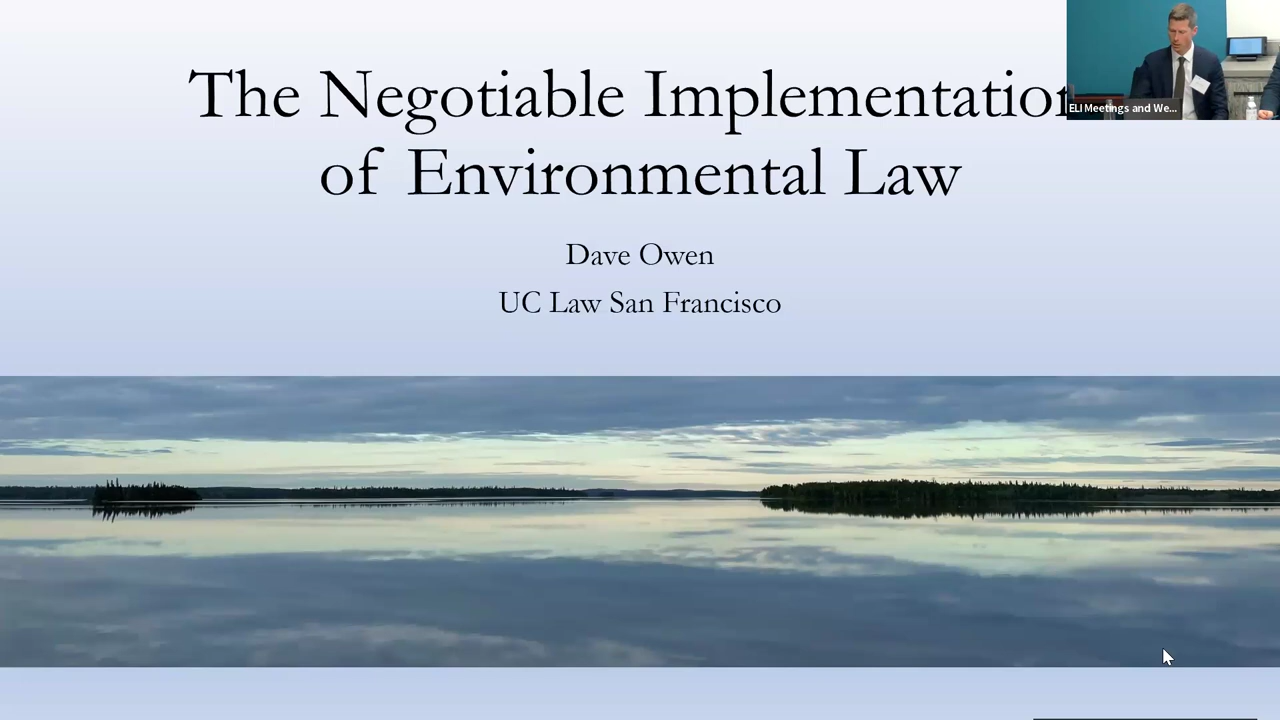 The Negotiable Implementation
of Environmental Law
Dave Owen
UC Law San Francisco
ELI Meetings and We...